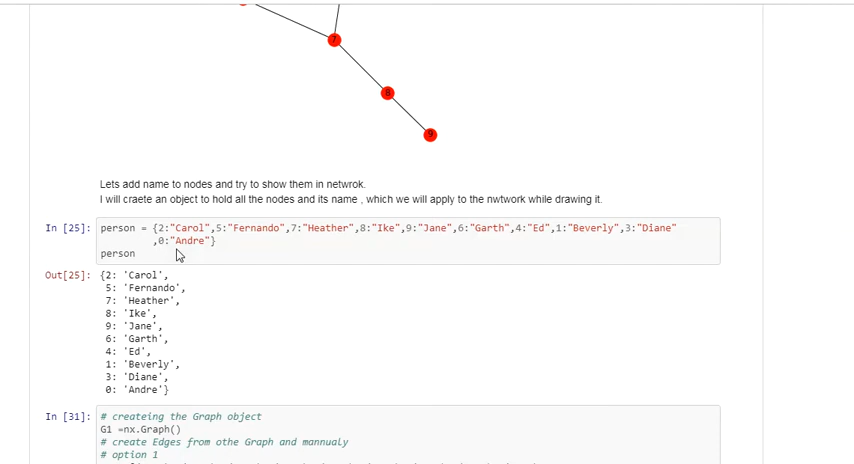 7
8
9
Lets add name to nodes and try to show them in netwrok.
I will craete an object to hold all the nodes and its name , which we will apply to the nwtwork while drawing it.
In [25]: person = {2:"Carol",5:"Fernando",7:"Heather",8:"Ike",9:"Jane",6:"Garth",4:"Ed",1:"Beverly",3:"Diane"
,0:"Andre"}
person
Out[25]: {2: 'Carol',
5: 'Fernando',
7: 'Heather',
8: 'Ike',
9: 'Jane',
6: 'Garth',
4: 'Ed',
1: 'Beverly',
3: 'Diane',
0: 'Andre'}
In [31]: # createing the Graph object
G1 =nx.Graph()
# create Edges from othe Graph and mannualy
# option 1